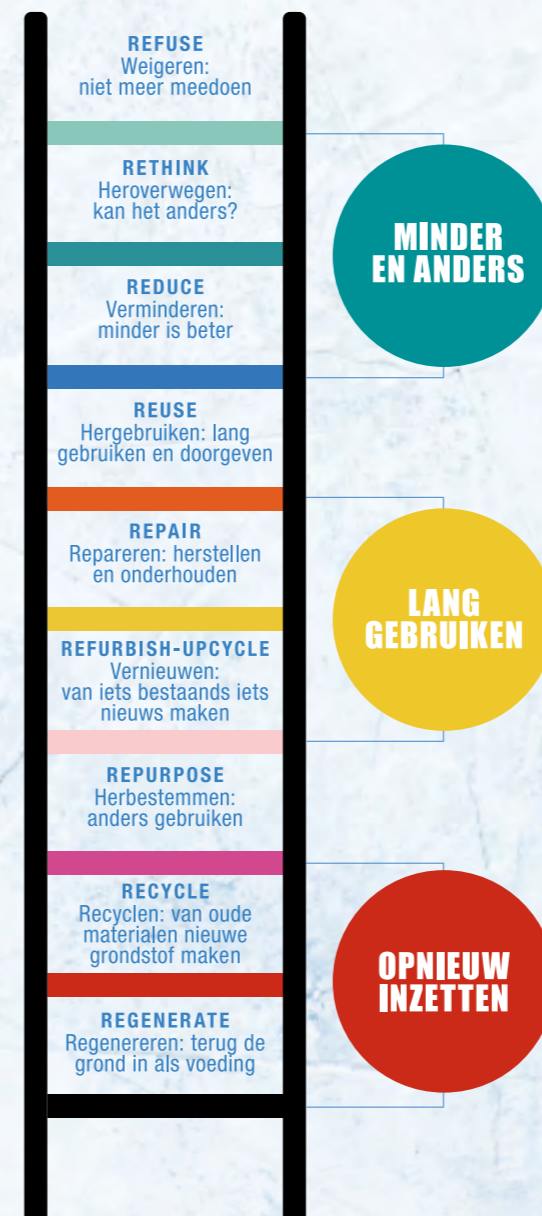 REFUSE
Weigeren:
niet meer meedoen
RETHINK
Heroverwegen:
kan het anders?
MINDER
EN ANDERS
REDUCE
Verminderen:
minder is beter
REUSE
Hergebruiken: lang
gebruiken en doorgeven
REPAIR
Repareren: herstellen
en onderhouden
LANG
GEBRUIKEN
REFURBISH-UPCYCLE
Vernieuwen:
van iets bestaands iets
nieuws maken
REPURPOSE
Herbestemmen:
anders gebruiken
RECYCLE
Recyclen: van oude
materialen nieuwe
grondstof maken
OPNIEUW
INZETTEN
REGENERATE
Regenereren: terug de
grond in als voeding